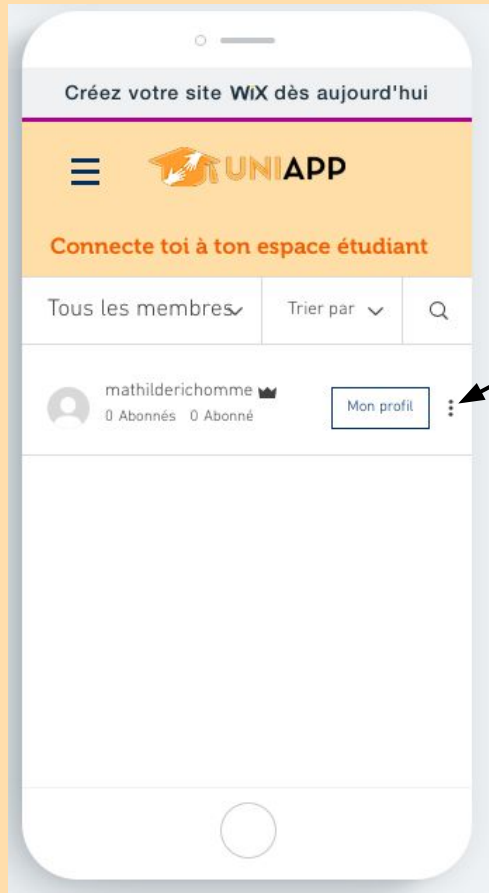 Créez votre site WiX dès aujourd'hui
UNIAPP
Connecte toi à ton espace étudiant
Tous les membres
Trier par
mathilderichomme
0 Abonnés 0 Abonné
Mon profil